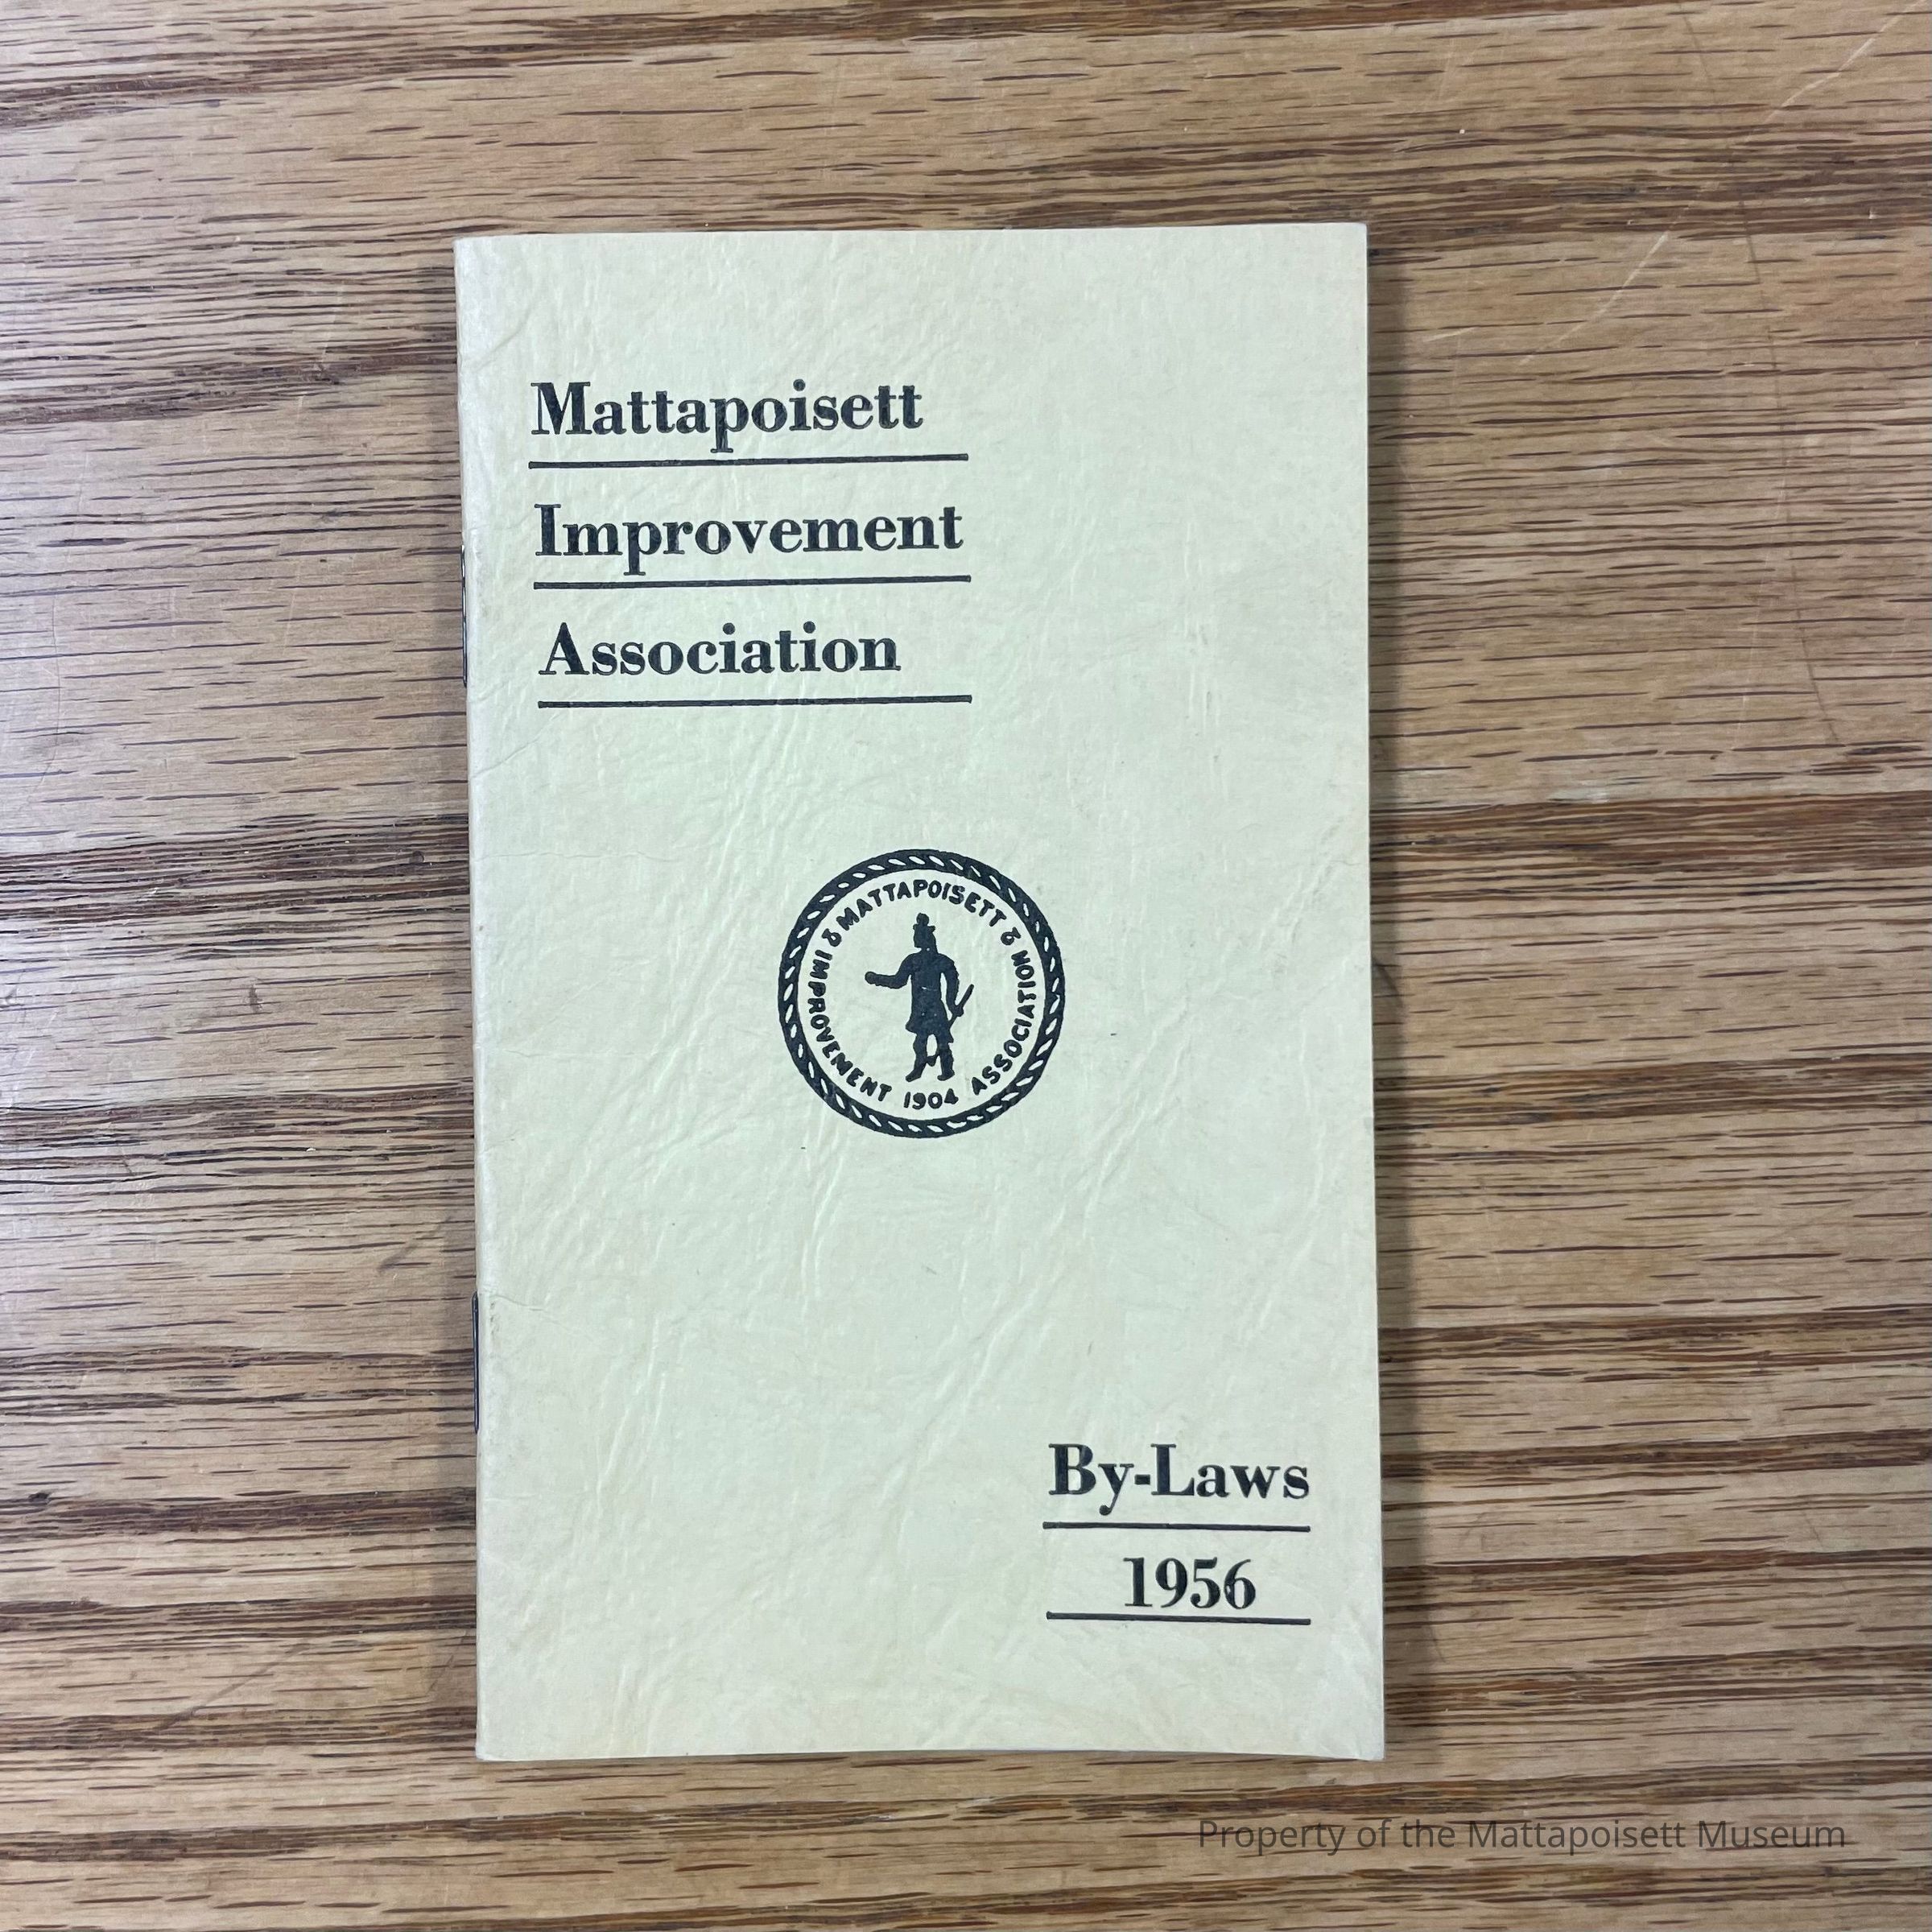 Mattapoisett
Improvement
Association
MATTAPOISETT
IMPROVEMENT 1904 ASSOCIATION
By-Laws
1956
Property of the Mattapoisett Museum